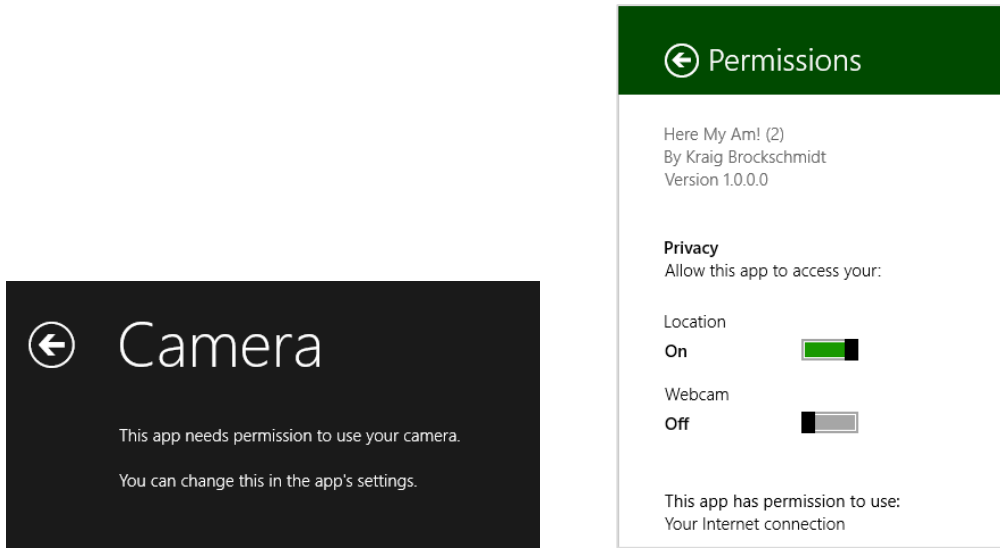 Camera
This app needs permission to use your camera.
You can change this in the app's settings.
Permissions
Here My Am! (2)
By Kraig Brockschmidt
Version 1.0.0.0
Privacy
Allow this app to access your:
Location
On
Webcam
Off
This app has permission to use:
Your Internet connection